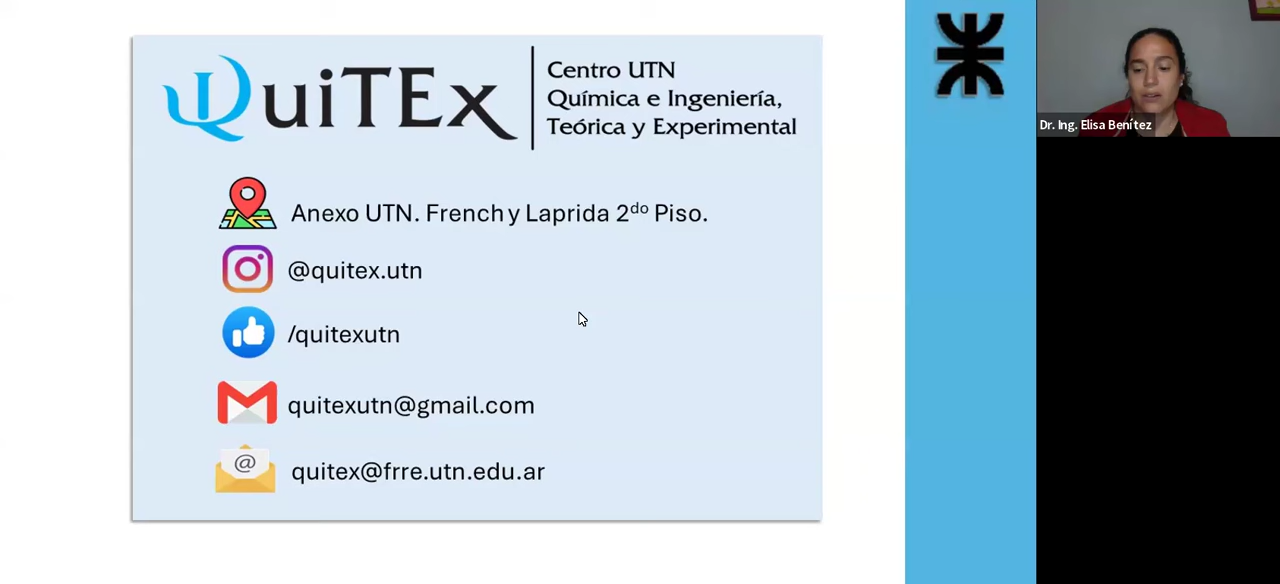 QuiTEx
Centro UTN
Química e Ingeniería,
Teórica y Experimental
Anexo UTN. French y Laprida 2do Piso.
@quitex.utn
/quitexutn
quitexutn@gmail.com
@
quitex@frre.utn.edu.ar
Dr. Ing. Elisa Benítez